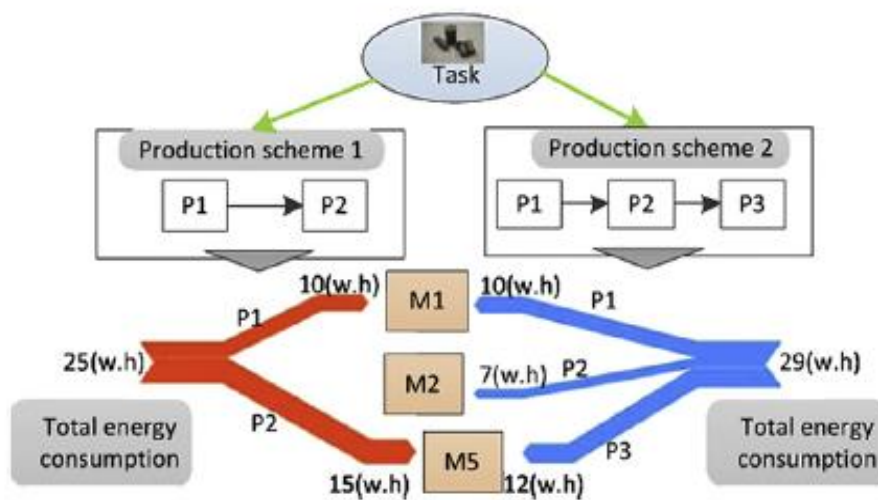 Task
Production scheme 1
P1
P2
Production scheme 2
P1
P2
P3
10(w.h)
M1
10(w.h)
P1
P1
25(w.h)
M2
7(w.h)
P2
29(w.h)
P2
P3
Total energy
consumption
M5
Total energy
consumption
15(w.h)
12(w.h)